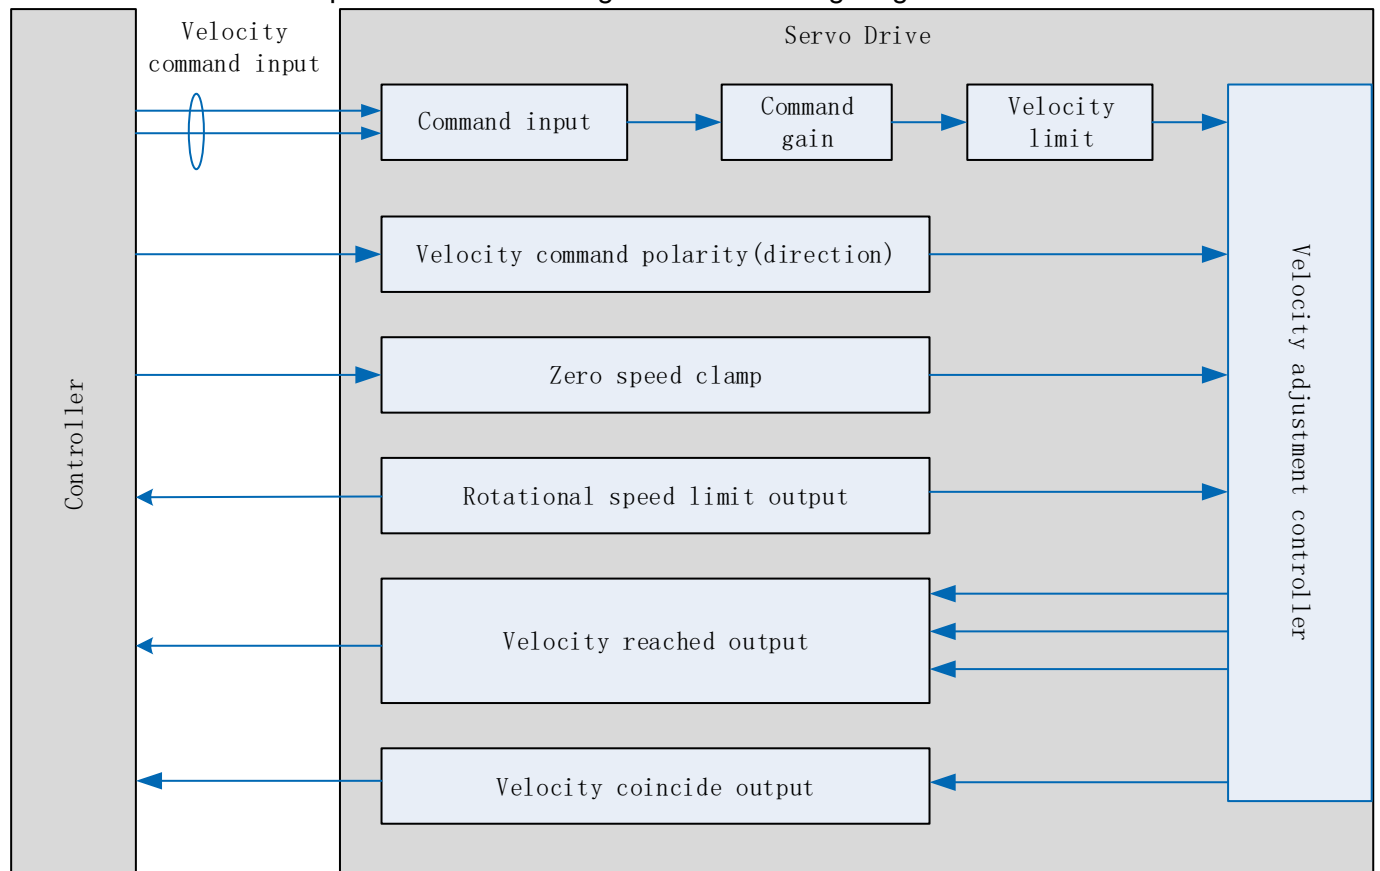 Velocity
command input
Servo Drive
Command input
Command
gain
Velocity
limit
Velocity command polarity(direction)
Zero speed clamp
Rotational speed limit output
Velocity reached output
Velocity coincide output
Controller
Velocity adjustment controller